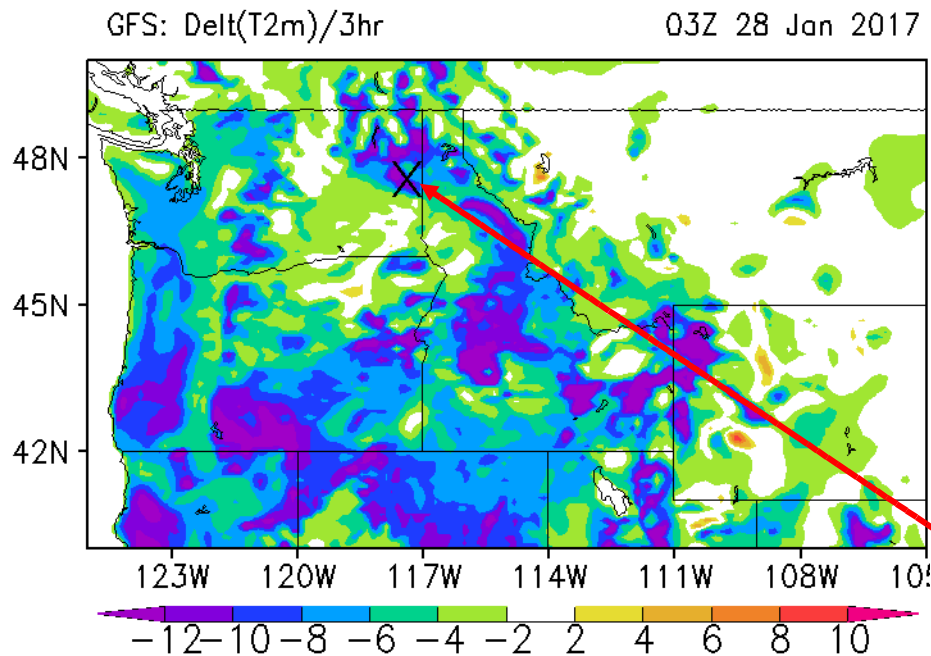 GFS: Delt(T2m)/3hr 03Z 28 Jan 2017
48N
X
45N
42N
123W 120W 117W 114W 111W 108W 105
−12 −10 −8 −6 −4 −2 2 4 6 8 10